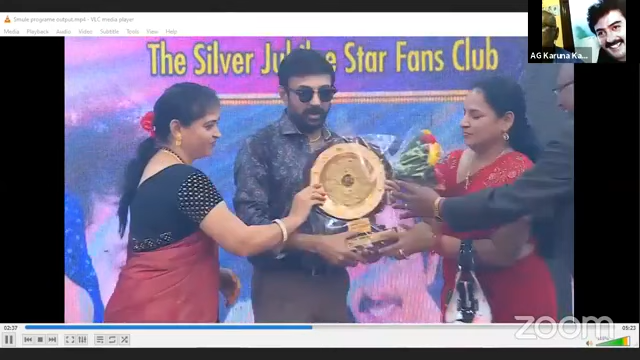 Smule programe output.mp4 - VLC media player
Media Playback Audio Video Subtitle Tools View Help
AG Karuna Ka...
The Silver Jubilee Star Fans Club
02:37
05:23
zoom